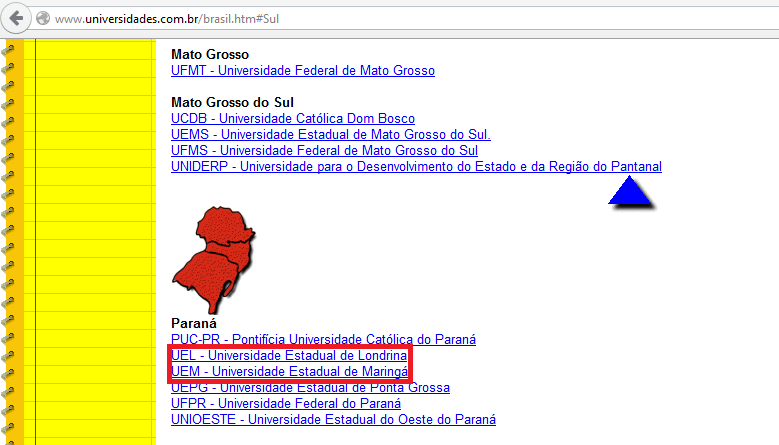 www.universidades.com.br/brasil.htm#Sul
Mato Grosso
UFMT - Universidade Federal de Mato Grosso
Mato Grosso do Sul
UCDB - Universidade Católica Dom Bosco
UEMS - Universidade Estadual de Mato Grosso do Sul.
UFMS - Universidade Federal do Mato Grosso do Sul
UNIDERP - Universidade para o Desenvolvimento do Estado e da Região do Pantanal
Paraná
PUC-PR - Pontifícia Universidade Católica do Paraná
UEL - Universidade Estadual de Londrina
UEM - Universidade Estadual de Maringá
UEPG - Universidade Estadual de Ponta Grossa
UFPR - Universidade Federal do Paraná
UNIOESTE - Universidade Estadual do Oeste do Paraná